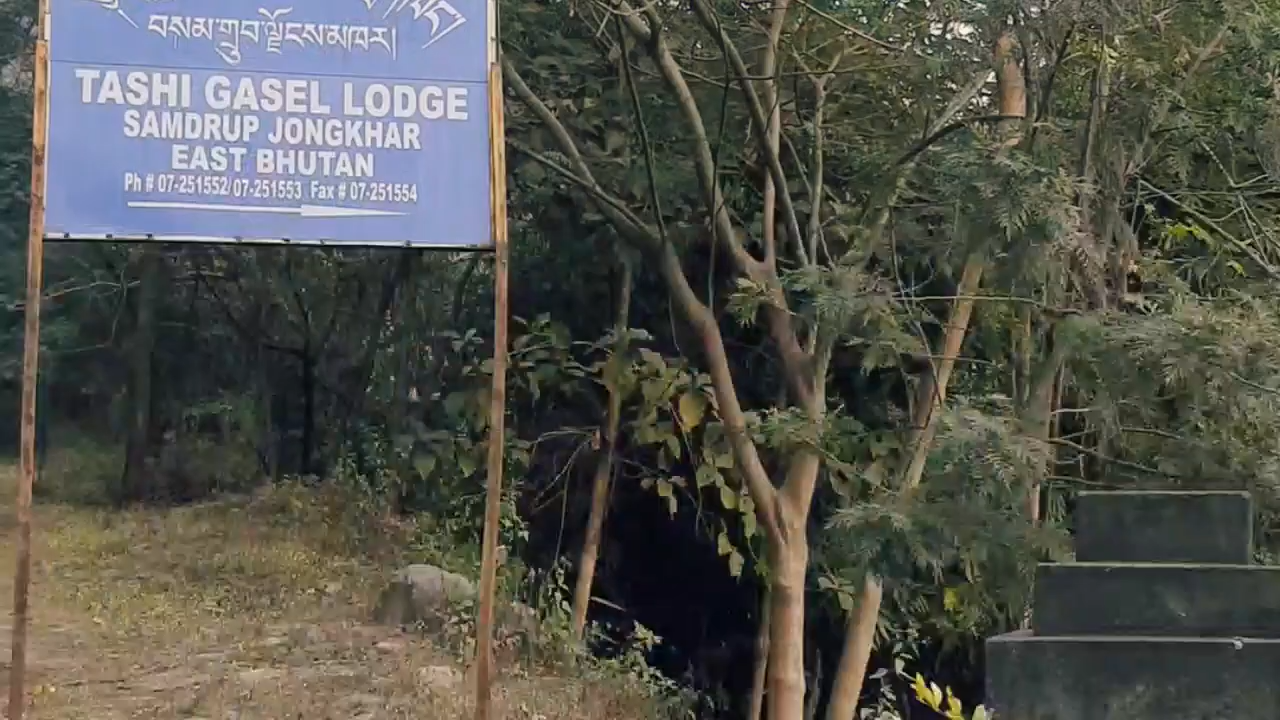 བསམ་གྲུབ་ལྗོངས་མཁར།
TASHI GASEL LODGE
SAMDRUP JONGKHAR
EAST BHUTAN
Ph # 07-251552/07-251553 Fax # 07-251554